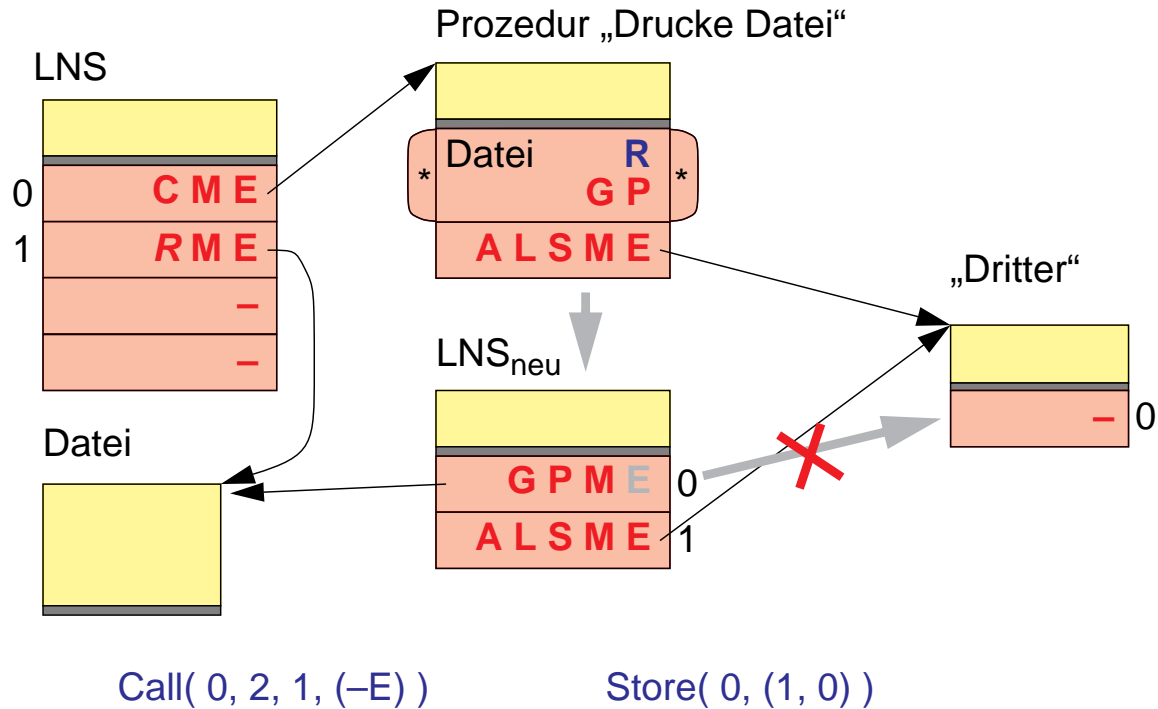 Prozedur „Drucke Datei“
LNS
Datei R
* *
G P
0 C M E
1 R M E
A L S M E
„Dritter“
–
–
LNSneu
– 0
Datei
G P M E 0
A L S M E 1
Call( 0, 2, 1, (–E) )
Store( 0, (1, 0) )